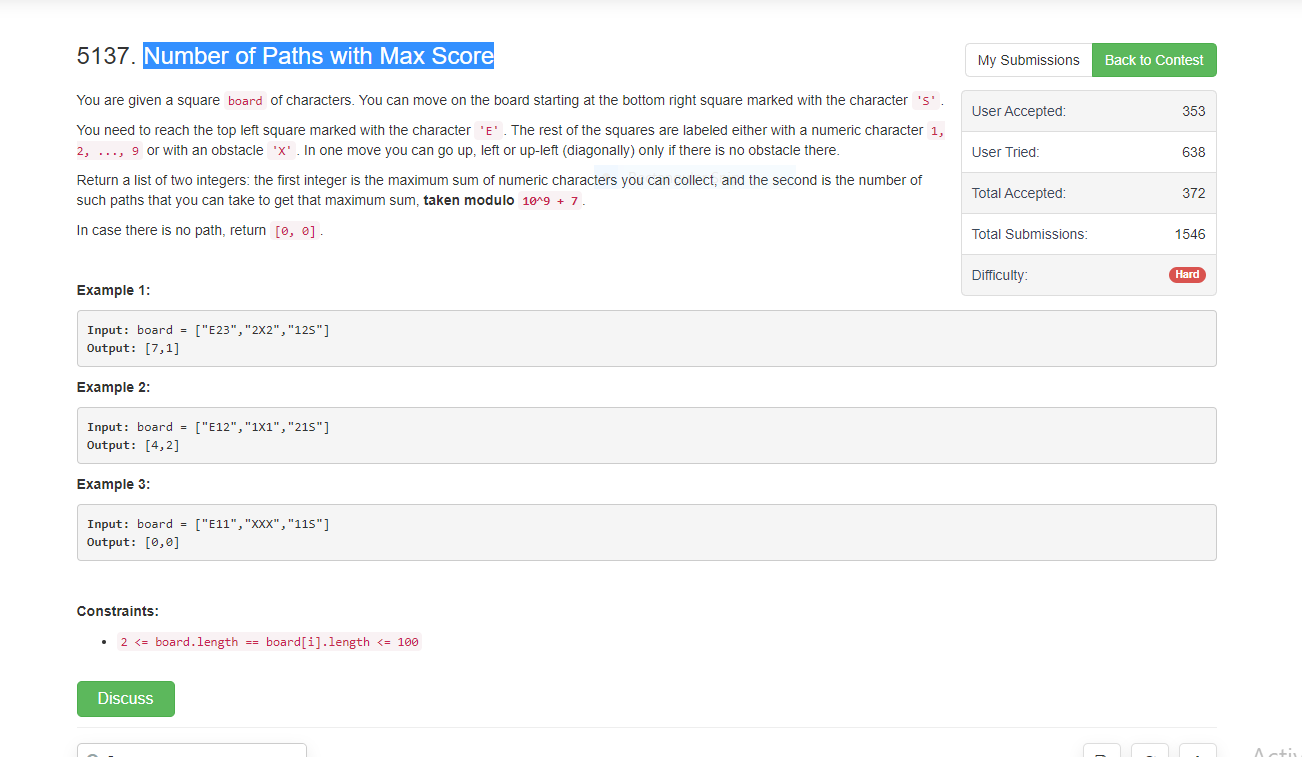 5137. Number of Paths with Max Score
My Submissions
Back to Contest
You are given a square board of characters. You can move on the board starting at the bottom right square marked with the character 'S'.
You need to reach the top left square marked with the character 'E'. The rest of the squares are labeled either with a numeric character 1,
2, ..., 9 or with an obstacle 'X'. In one move you can go up, left or up-left (diagonally) only if there is no obstacle there.
Return a list of two integers: the first integer is the maximum sum of numeric characters you can collect, and the second is the number of
such paths that you can take to get that maximum sum, taken modulo 10^9 + 7.
In case there is no path, return [0, 0].
User Accepted: 353
User Tried: 638
Total Accepted: 372
Total Submissions: 1546
Difficulty: Hard
Example 1:
Input: board = ["E23","2X2","12S"]
Output: [7,1]
Example 2:
Input: board = ["E12","1X1","21S"]
Output: [4,2]
Example 3:
Input: board = ["E11","XXX","11S"]
Output: [0,0]
Constraints:
• 2 <= board.length == board[i].length <= 100
Discuss